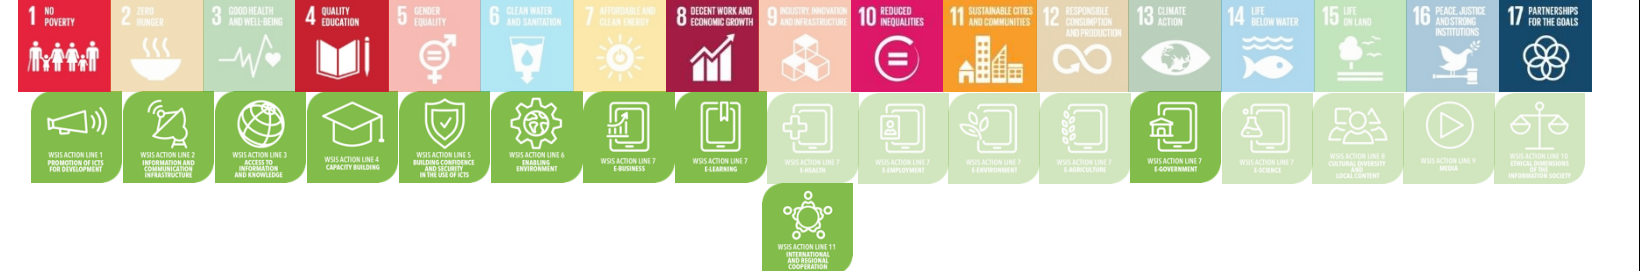 1 NO
POVERTY
2 ZERO
HUNGER
3 GOOD HEALTH
AND WELL-BEING
4 QUALITY
EDUCATION
5 GENDER
EQUALITY
6 CLEAN WATER
AND SANITATION
7 AFFORDABLE AND
CLEAN ENERGY
8 DECENT WORK AND
ECONOMIC GROWTH
9 INDUSTRY, INNOVATION
AND INFRASTRUCTURE
10 REDUCED
INEQUALITIES
11 SUSTAINABLE CITIES
AND COMMUNITIES
12 RESPONSIBLE
CONSUMPTION
AND PRODUCTION
13 CLIMATE
ACTION
14 LIFE
BELOW WATER
15 LIFE
ON LAND
16 PEACE, JUSTICE
AND STRONG
INSTITUTIONS
17 PARTNERSHIPS
FOR THE GOALS
WSIS ACTION LINE 1
PROMOTION OF ICTS
FOR DEVELOPMENT
WSIS ACTION LINE 2
INFORMATION AND
COMMUNICATION
INFRASTRUCTURE
WSIS ACTION LINE 3
ACCESS TO
INFORMATION
AND KNOWLEDGE
WSIS ACTION LINE 4
CAPACITY BUILDING
WSIS ACTION LINE 5
BUILDING CONFIDENCE
AND SECURITY
IN THE USE OF ICTS
WSIS ACTION LINE 6
ENABLING
ENVIRONMENT
WSIS ACTION LINE 7
E-BUSINESS
WSIS ACTION LINE 7
E-LEARNING
WSIS ACTION LINE 7
E-HEALTH
WSIS ACTION LINE 7
E-EMPLOYMENT
WSIS ACTION LINE 7
E-ENVIRONMENT
WSIS ACTION LINE 7
E-AGRICULTURE
WSIS ACTION LINE 7
E-GOVERNMENT
WSIS ACTION LINE 7
E-SCIENCE
WSIS ACTION LINE 8
CULTURAL DIVERSITY
AND
LOCAL CONTENT
WSIS ACTION LINE 9
MEDIA
WSIS ACTION LINE 10
ETHICAL DIMENSIONS
OF THE
INFORMATION SOCIETY
WSIS ACTION LINE 11
INTERNATIONAL
AND REGIONAL
COOPERATION